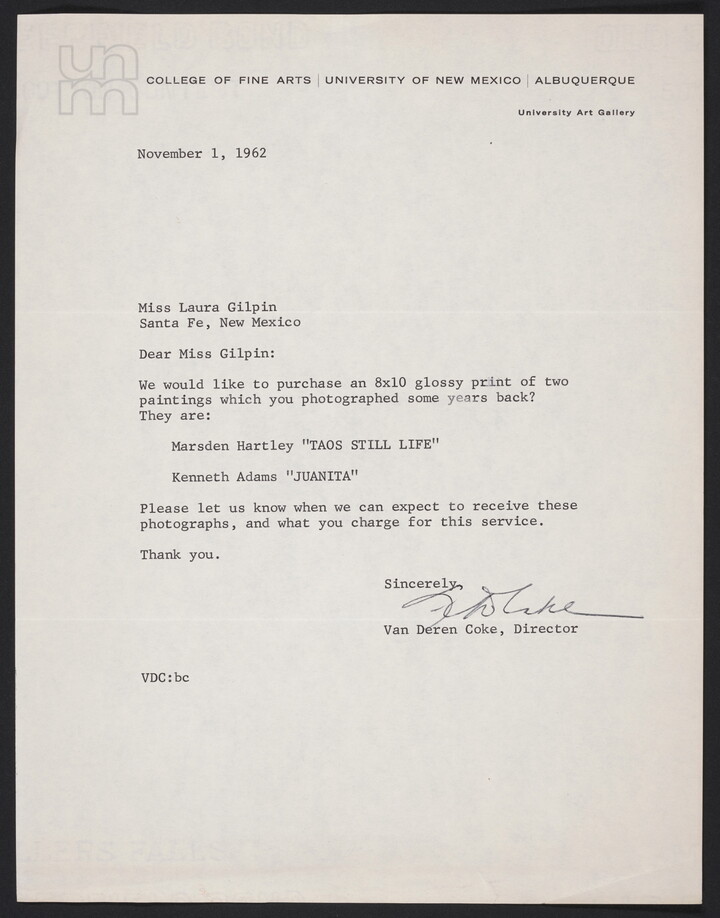 unm
COLLEGE OF FINE ARTS | UNIVERSITY OF NEW MEXICO | ALBUQUERQUE
University Art Gallery
November 1, 1962
Miss Laura Gilpin
Santa Fe, New Mexico
Dear Miss Gilpin:
We would like to purchase an 8x10 glossy print of two
paintings which you photographed some years back?
They are:
Marsden Hartley "TAOS STILL LIFE"
Kenneth Adams "JUANITA"
Please let us know when we can expect to receive these
photographs, and what you charge for this service.
Thank you.
Sincerely,
Van Deren Coke, Director
VDC:bc